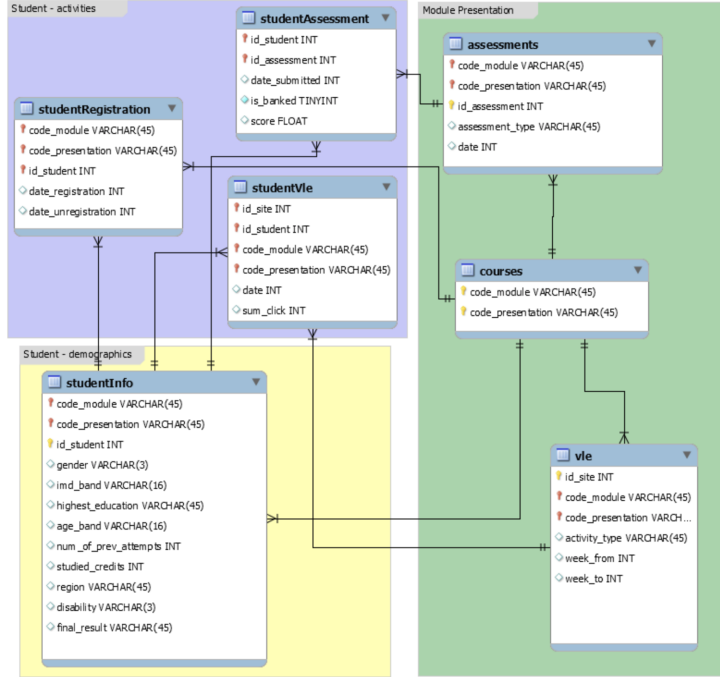 Student - activities
studentAssessment
id_student INT
id_assessment INT
date_submitted INT
is_banked TINYINT
score FLOAT
studentRegistration
code_module VARCHAR(45)
code_presentation VARCHAR(45)
id_student INT
date_registration INT
date_unregistration INT
studentVle
id_site INT
id_student INT
code_module VARCHAR(45)
code_presentation VARCHAR(45)
date INT
sum_click INT
Student - demographics
studentInfo
code_module VARCHAR(45)
code_presentation VARCHAR(45)
id_student INT
gender VARCHAR(3)
imd_band VARCHAR(16)
highest_education VARCHAR(45)
age_band VARCHAR(16)
num_of_prev_attempts INT
studied_credits INT
region VARCHAR(45)
disability VARCHAR(3)
final_result VARCHAR(45)
Module Presentation
assessments
code_module VARCHAR(45)
code_presentation VARCHAR(45)
id_assessment INT
assessment_type VARCHAR(45)
date INT
courses
code_module VARCHAR(45)
code_presentation VARCHAR(45)
vle
id_site INT
code_module VARCHAR(45)
code_presentation VARCH...
activity_type VARCHAR(45)
week_from INT
week_to INT